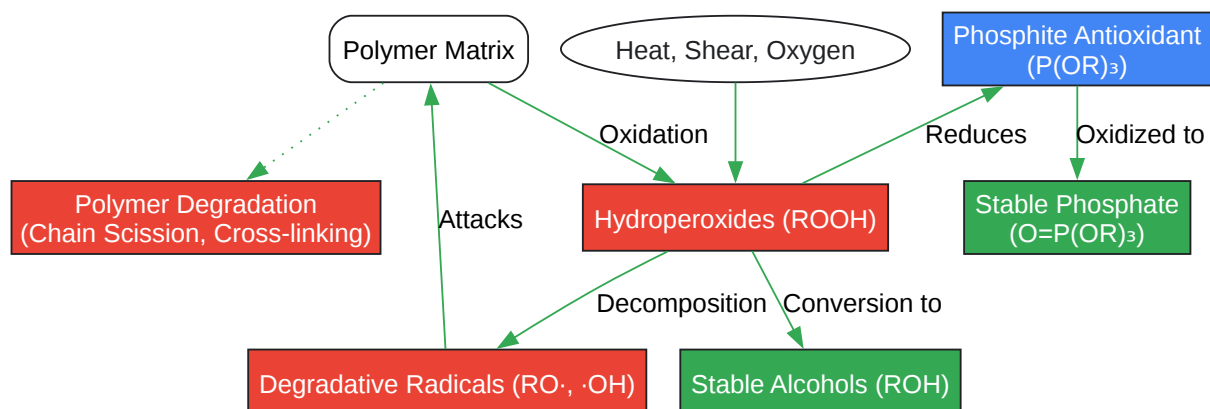 Polymer Matrix
Heat, Shear, Oxygen
Phosphite Antioxidant
(P(OR)₃)
Oxidation
Reduces
Oxidized to
Polymer Degradation
(Chain Scission, Cross-linking)
Attacks
Hydroperoxides (ROOH)
Stable Phosphate
(O=P(OR)₃)
Decomposition
Conversion to
Degradative Radicals (RO·, ·OH)
Stable Alcohols (ROH)